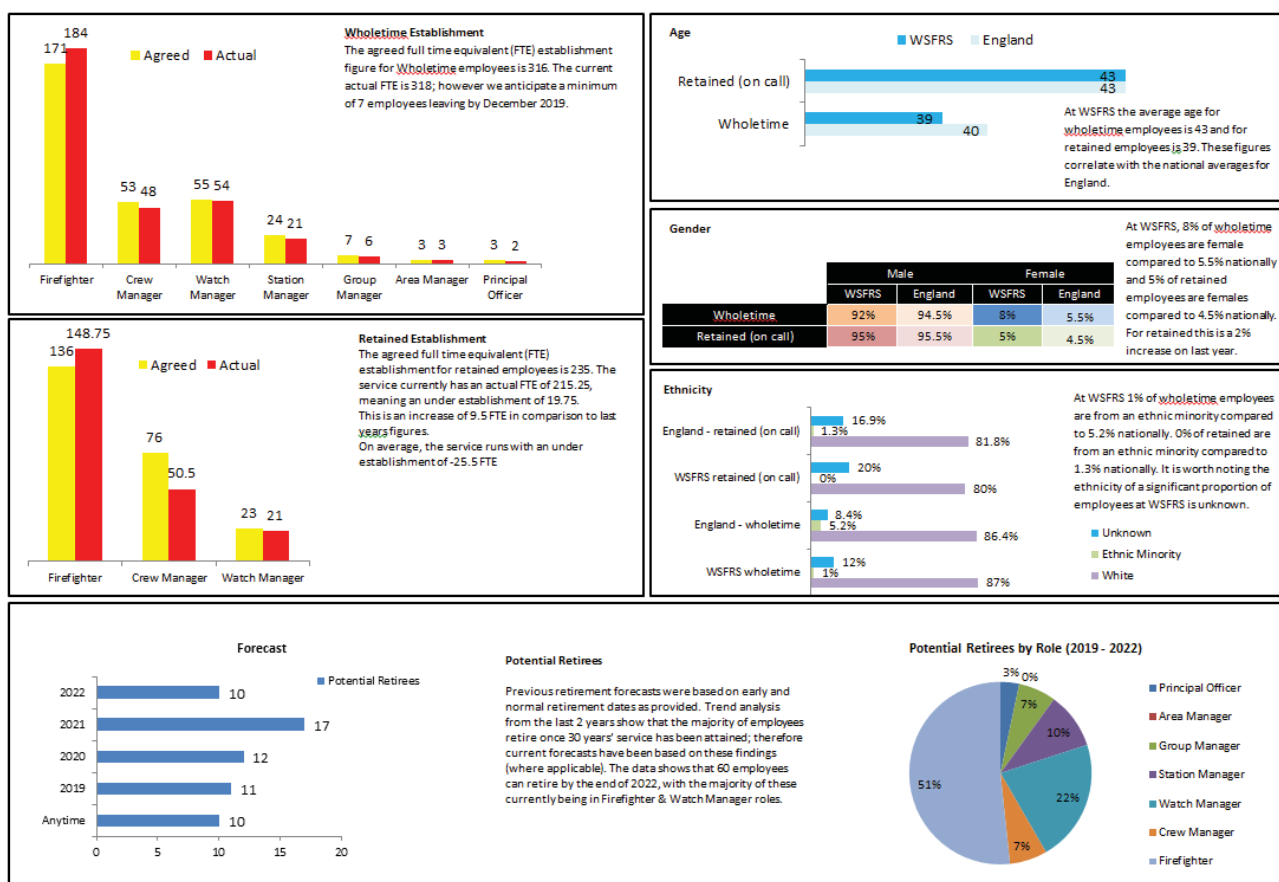 Wholetime Establishment
The agreed full time equivalent (FTE) establishment
figure for Wholetime employees is 316. The current
actual FTE is 318; however we anticipate a minimum
of 7 employees leaving by December 2019.
Agreed Actual
171 184
53 48
55 54
24 21
7 6
3 3
3 2
Firefighter
Crew
Manager
Watch
Manager
Station
Manager
Group
Manager
Area Manager
Principal
Officer
Retained Establishment
The agreed full time equivalent (FTE)
establishment for retained employees is 235. The
service currently has an actual FTE of 215.25,
meaning an under establishment of 19.75.
This is an increase of 9.5 FTE in comparison to last
years figures.
On average, the service runs with an under
establishment of -25.5 FTE
Agreed Actual
136 148.75
76 50.5
23 21
Firefighter Crew Manager Watch Manager
Age
WSFRS England
Retained (on call) 43
43
Wholetime 39
40
At WSFRS the average age for
wholetime employees is 43 and for
retained employees is 39. These figures
correlate with the national averages for
England.
Gender
Male Female
WSFRS England WSFRS England
Wholetime 92% 94.5% 8% 5.5%
Retained (on call) 95% 95.5% 5% 4.5%
At WSFRS, 8% of wholetime
employees are female
compared to 5.5% nationally
and 5% of retained
employees are females
compared to 4.5% nationally.
For retained this is a 2%
increase on last year.
Ethnicity
England - retained (on call)
16.9%
1.3%
81.8%
WSFRS retained (on call)
20%
0%
80%
England - wholetime
8.4%
5.2%
86.4%
WSFRS wholetime
12%
1%
87%
At WSFRS 1% of wholetime employees
are from an ethnic minority compared
to 5.2% nationally. 0% of retained are
from an ethnic minority compared to
1.3% nationally. It is worth noting the
ethnicity of a significant proportion of
employees at WSFRS is unknown.
Unknown
Ethnic Minority
White
Forecast
Potential Retirees
2022 10
2021 17
2020 12
2019 11
Anytime 10
0 5 10 15 20
Potential Retirees
Previous retirement forecasts were based on early and
normal retirement dates as provided. Trend analysis
from the last 2 years show that the majority of employees
retire once 30 years' service has been attained; therefore
current forecasts have been based on these findings
(where applicable). The data shows that 60 employees
can retire by the end of 2022, with the majority of these
currently being in Firefighter & Watch Manager roles.
Potential Retirees by Role (2019 - 2022)
3% 0%
7%
10%
22%
7%
51%
Principal Officer
Area Manager
Group Manager
Station Manager
Watch Manager
Crew Manager
Firefighter